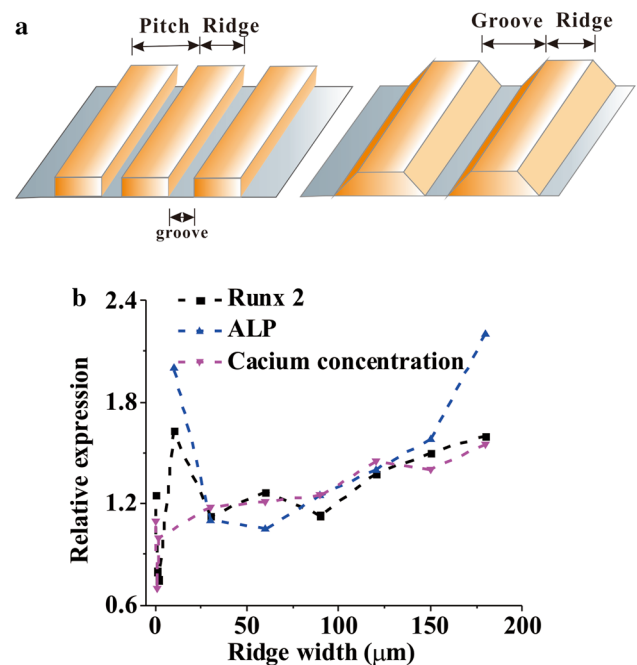 a
Pitch Ridge
Groove Ridge
groove
b
Relative expression
2.4
1.8
1.2
0.6
Runx 2
ALP
Cacium concentration
0 50 100 150 200
Ridge width (μm)